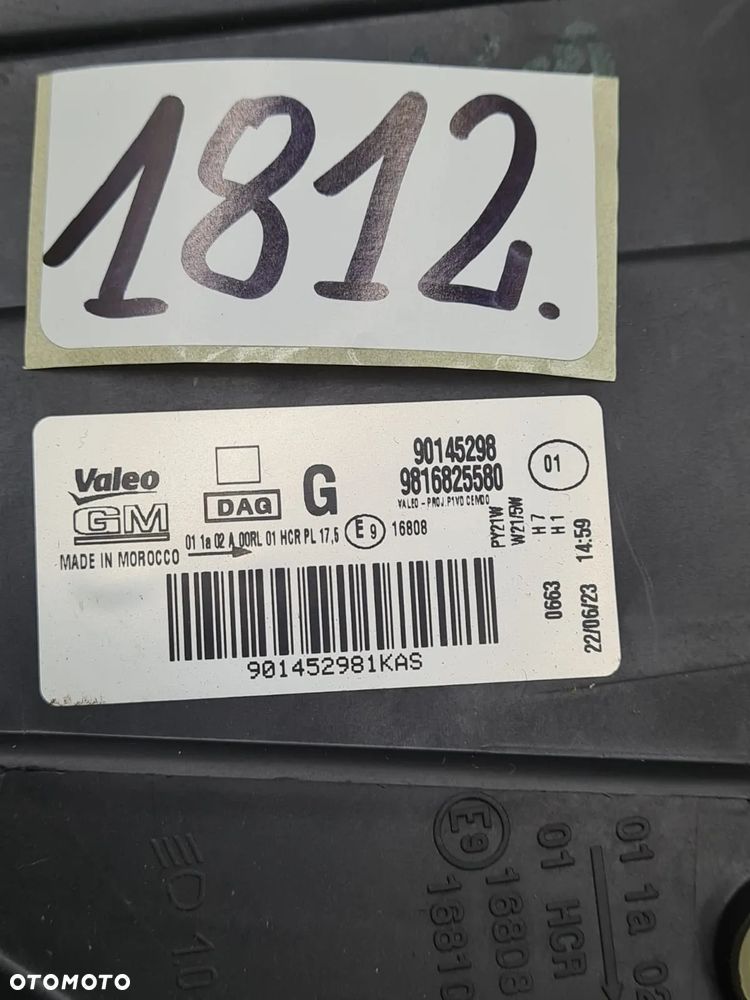 1812.
Valeo
GM
DAQ
G
90145298
9816825580
VALEO - PROJ.P1VO CEMDO
01
01 1a 02 A 00RL 01 HCR PL 17,5
E9
16808
MADE IN MOROCCO
901452981KAS
PY21W
W21/5W
H7
H1
0663
22/06/23 14:59
10
E9
16808
16810
01 1a 02
01 HCR
OTOMOTO